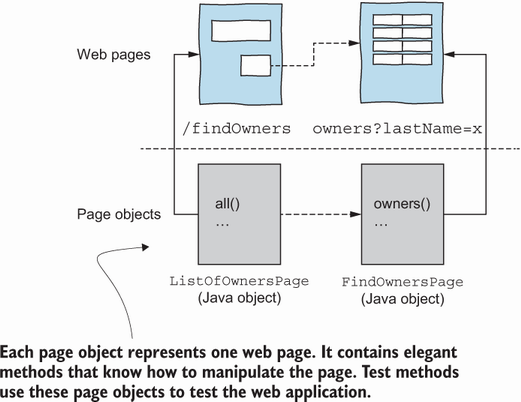 Web pages
/findOwners owners?lastName=x
Page objects
all()
...
owners()
...
ListOfOwnersPage
(Java object)
FindOwnersPage
(Java object)
Each page object represents one web page. It contains elegant
methods that know how to manipulate the page. Test methods
use these page objects to test the web application.